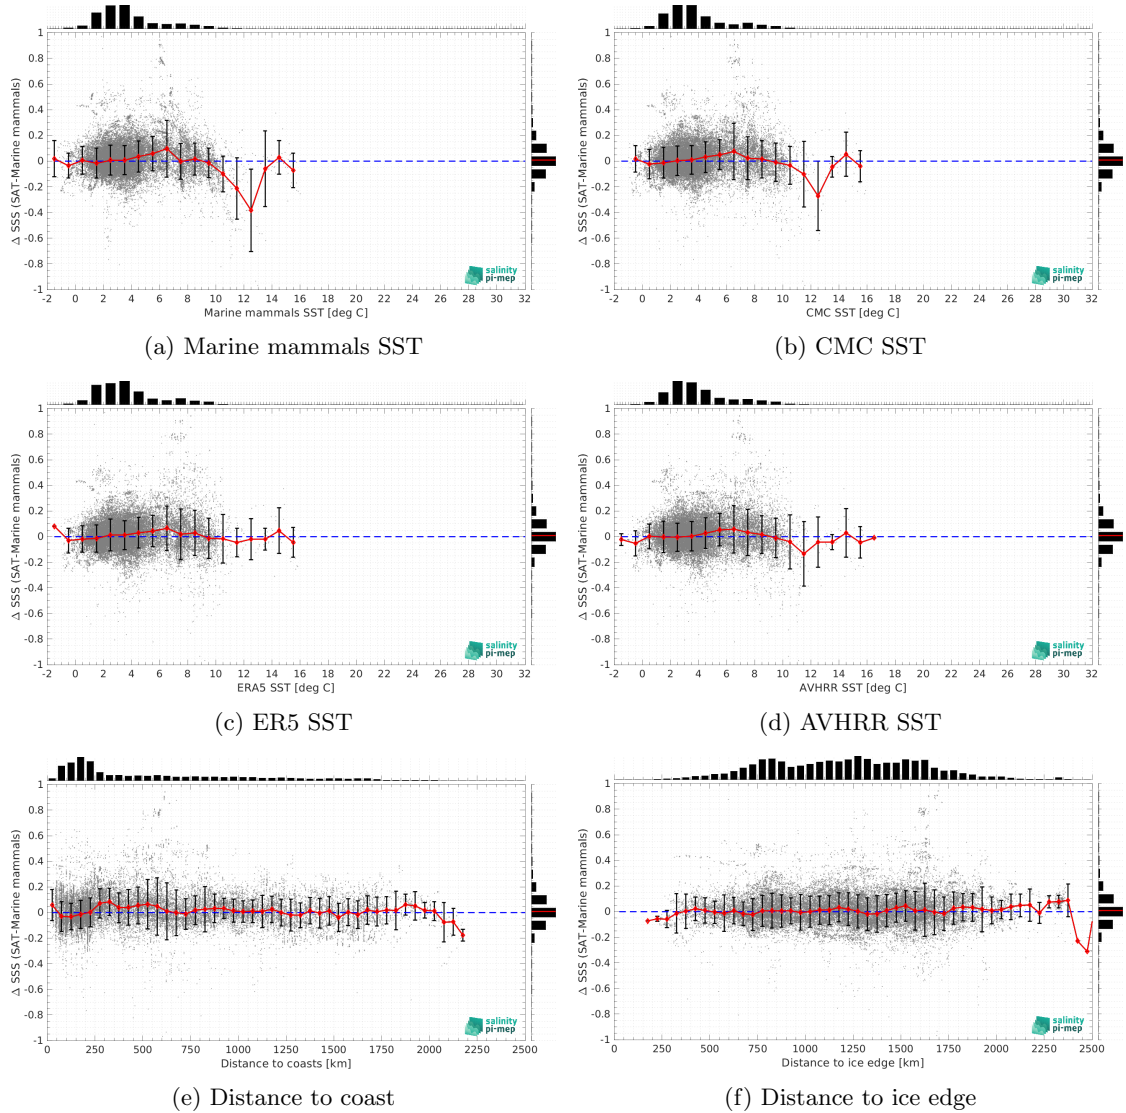 1
0.8
0.6
0.4
0.2
0
-0.2
-0.4
-0.6
-0.8
-1
Δ SSS (SAT-Marine mammals)
-2 0 2 4 6 8 10 12 14 16 18 20 22 24 26 28 30 32
Marine mammals SST [deg C]
salinity
pi-mep
(a) Marine mammals SST
1
0.8
0.6
0.4
0.2
0
-0.2
-0.4
-0.6
-0.8
-1
Δ SSS (SAT-Marine mammals)
-2 0 2 4 6 8 10 12 14 16 18 20 22 24 26 28 30 32
CMC SST [deg C]
salinity
pi-mep
(b) CMC SST
1
0.8
0.6
0.4
0.2
0
-0.2
-0.4
-0.6
-0.8
-1
Δ SSS (SAT-Marine mammals)
-2 0 2 4 6 8 10 12 14 16 18 20 22 24 26 28 30 32
ERA5 SST [deg C]
salinity
pi-mep
(c) ER5 SST
1
0.8
0.6
0.4
0.2
0
-0.2
-0.4
-0.6
-0.8
-1
Δ SSS (SAT-Marine mammals)
-2 0 2 4 6 8 10 12 14 16 18 20 22 24 26 28 30 32
AVHRR SST [deg C]
salinity
pi-mep
(d) AVHRR SST
1
0.8
0.6
0.4
0.2
0
-0.2
-0.4
-0.6
-0.8
-1
Δ SSS (SAT-Marine mammals)
0 250 500 750 1000 1250 1500 1750 2000 2250 2500
Distance to coasts [km]
salinity
pi-mep
(e) Distance to coast
1
0.8
0.6
0.4
0.2
0
-0.2
-0.4
-0.6
-0.8
-1
Δ SSS (SAT-Marine mammals)
0 250 500 750 1000 1250 1500 1750 2000 2250 2500
Distance to ice edge [km]
salinity
pi-mep
(f) Distance to ice edge